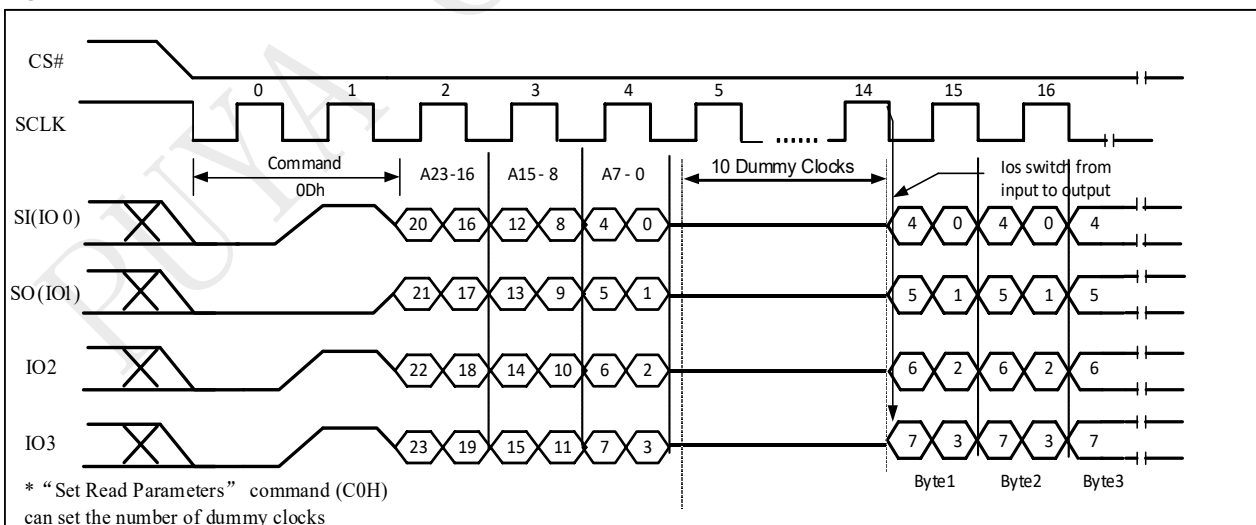 PUYA
CS#
0 1 2 3 4 5 14 15 16
SCLK
......
Command
0Dh
A23-16 A15-8 A7-0
10 Dummy Clocks
Ios switch from
input to output
SI(IO 0) 20 16 12 8 4 0 4 0 4 0 4
SO(IO1) 21 17 13 9 5 1 5 1 5 1 5
IO2 22 18 14 10 6 2 6 2 6 2 6
IO3 23 19 15 11 7 3 7 3 7 3 7
Byte1 Byte2 Byte3
* “Set Read Parameters” command (C0H)
can set the number of dummy clocks